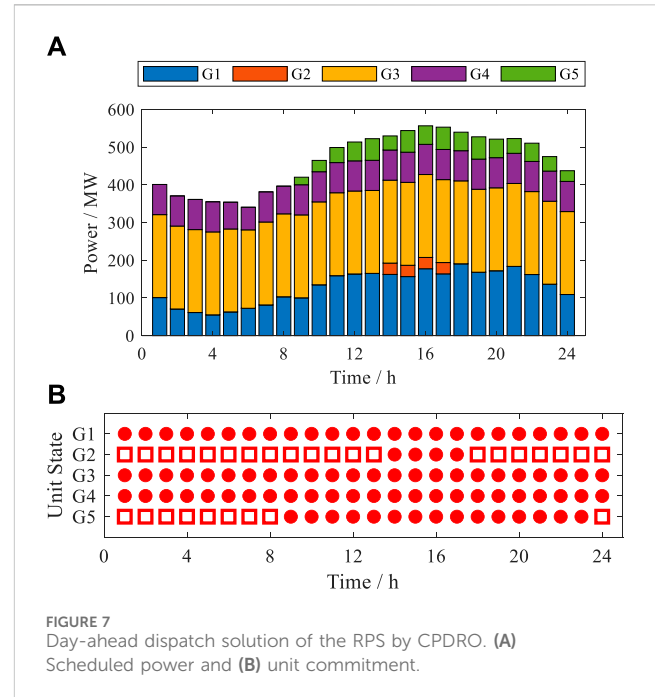 A
G1 G2 G3 G4 G5
600
500
400
300
200
100
0
Power / MW
0 4 8 12 16 20 24
Time / h
B
G1
G2
G3
G4
G5
Unit State
0 4 8 12 16 20 24
Time / h
FIGURE 7
Day-ahead dispatch solution of the RPS by CPDRO. (A)
Scheduled power and (B) unit commitment.